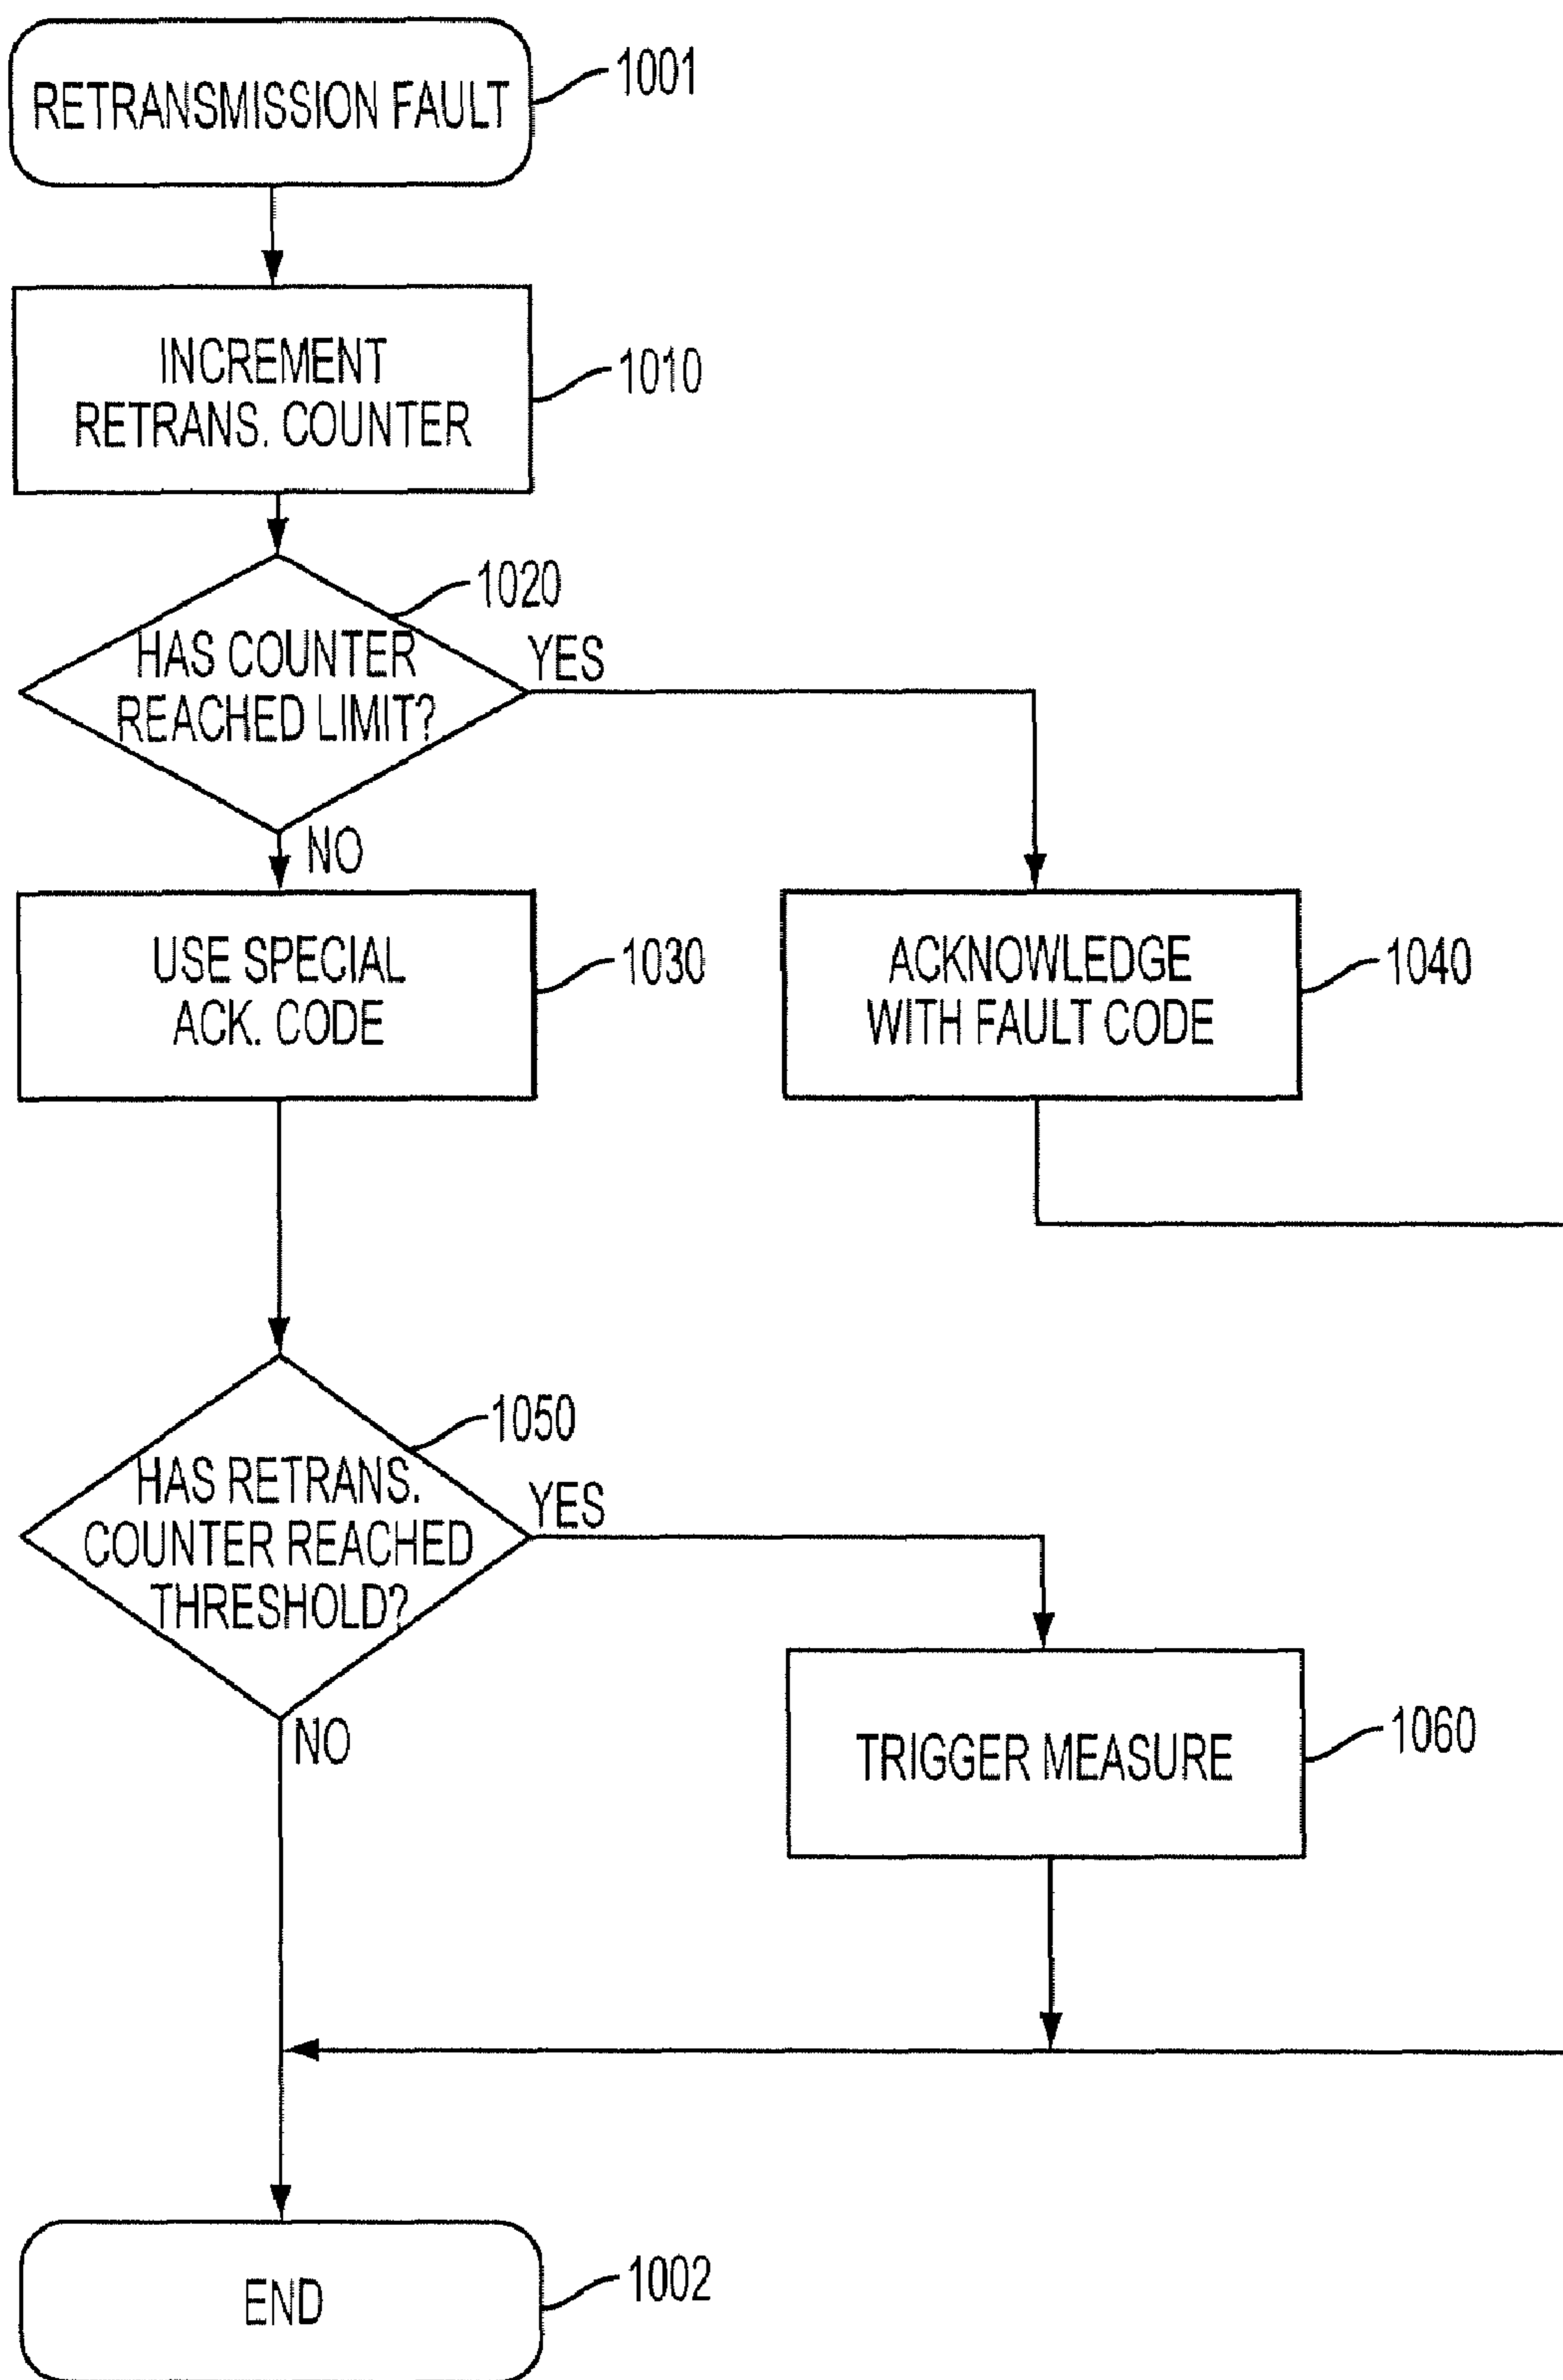 RETRANSMISSION FAULT
1001
INCREMENT
RETRANS. COUNTER
1010
1020
HAS COUNTER
REACHED LIMIT?
YES
NO
USE SPECIAL
ACK. CODE
1030
ACKNOWLEDGE
WITH FAULT CODE
1040
1050
HAS RETRANS.
COUNTER REACHED
THRESHOLD?
YES
NO
TRIGGER MEASURE
1060
END
1002